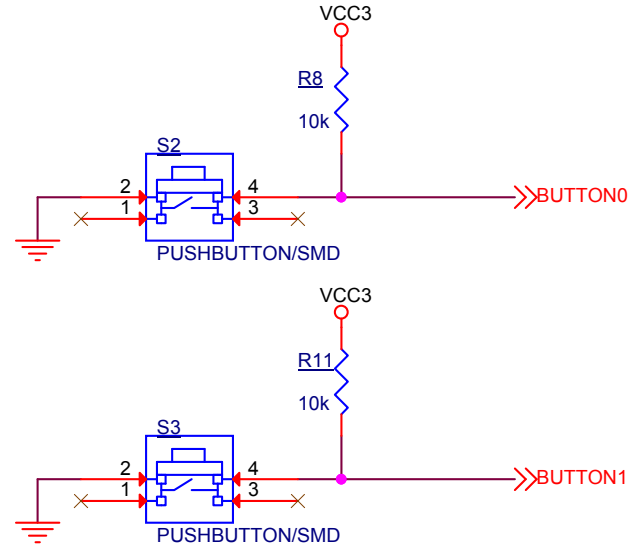 VCC3
R8
10k
S2
2 4
1 3
BUTTON0
PUSHBUTTON/SMD
VCC3
R11
10k
S3
2 4
1 3
BUTTON1
PUSHBUTTON/SMD